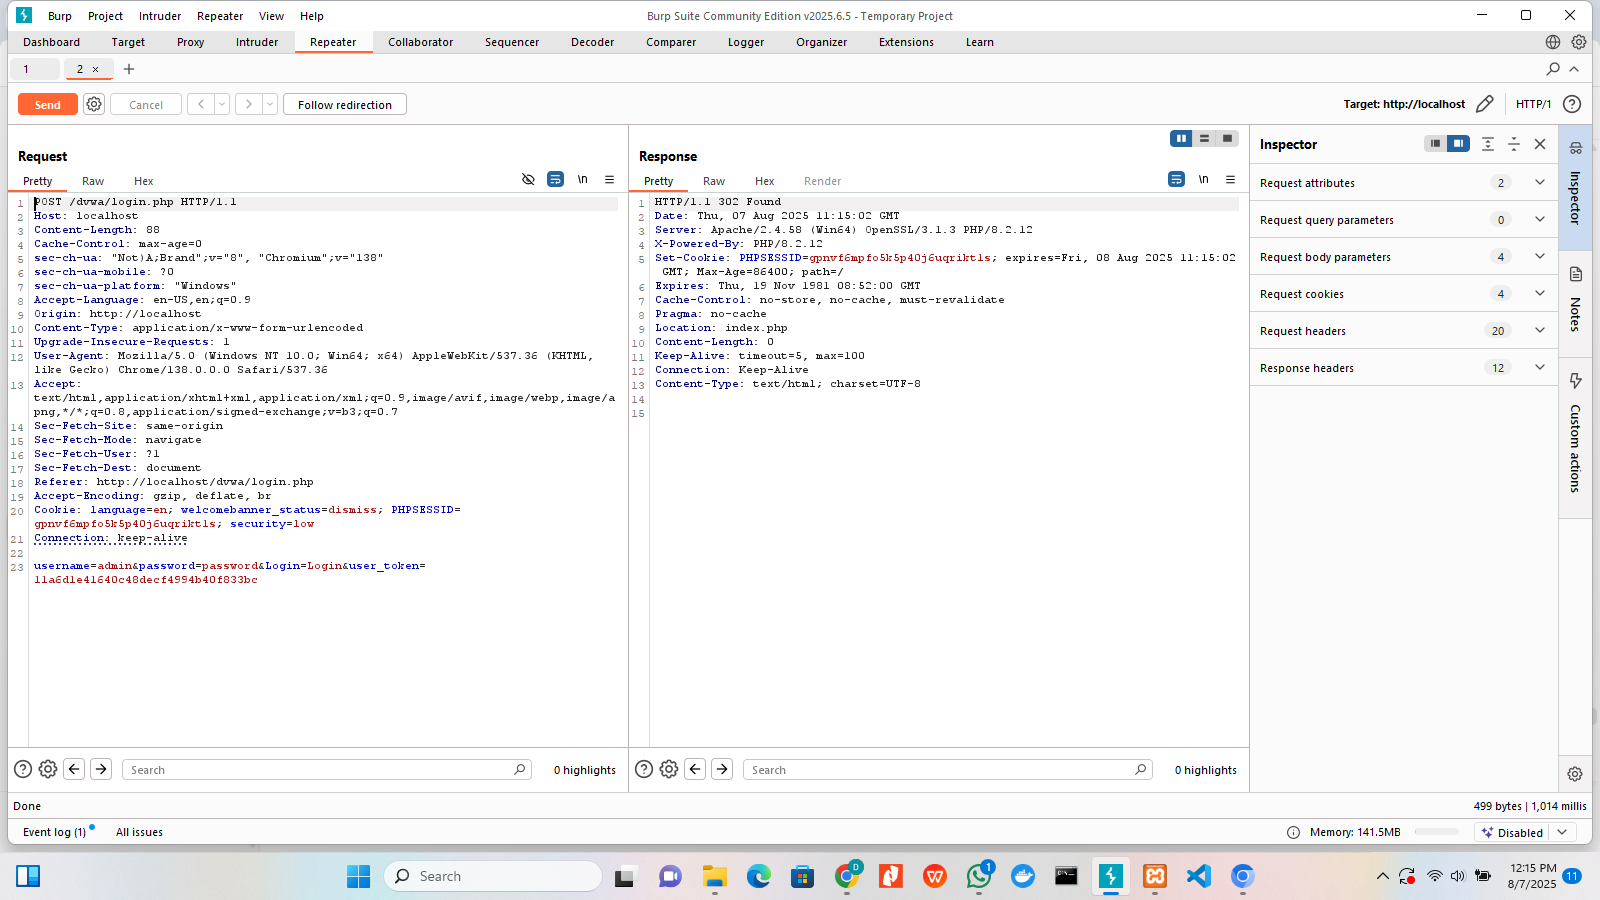 Burp Project Intruder Repeater View Help
Burp Suite Community Edition v2025.6.5 - Temporary Project
Dashboard Target Proxy Intruder Repeater Collaborator Sequencer Decoder Comparer Logger Organizer Extensions Learn
1 2 × +
Send Cancel < > Follow redirection
Target: http://localhost HTTP/1 ?
Request
Pretty Raw Hex \n
1 POST /dvwa/login.php HTTP/1.1
2 Host: localhost
3 Content-Length: 88
4 Cache-Control: max-age=0
5 sec-ch-ua: "Not)A;Brand";v="8", "Chromium";v="138"
6 sec-ch-ua-mobile: ?0
7 sec-ch-ua-platform: "Windows"
8 Accept-Language: en-US,en;q=0.9
9 Origin: http://localhost
10 Content-Type: application/x-www-form-urlencoded
11 Upgrade-Insecure-Requests: 1
12 User-Agent: Mozilla/5.0 (Windows NT 10.0; Win64; x64) AppleWebKit/537.36 (KHTML,
like Gecko) Chrome/138.0.0.0 Safari/537.36
13 Accept:
text/html,application/xhtml+xml,application/xml;q=0.9,image/avif,image/webp,image/a
png,*/*;q=0.8,application/signed-exchange;v=b3;q=0.7
14 Sec-Fetch-Site: same-origin
15 Sec-Fetch-Mode: navigate
16 Sec-Fetch-User: ?1
17 Sec-Fetch-Dest: document
18 Referer: http://localhost/dvwa/login.php
19 Accept-Encoding: gzip, deflate, br
20 Cookie: language=en; welcomebanner_status=dismiss; PHPSESSID=
gpnvf6mpfo5k5p40j6uqrikt1s; security=low
21 Connection: keep-alive
22
23 username=admin&password=password&Login=Login&user_token=
11a6d1e41640c48decf4994b40f833bc
Response
Pretty Raw Hex Render \n
1 HTTP/1.1 302 Found
2 Date: Thu, 07 Aug 2025 11:15:02 GMT
3 Server: Apache/2.4.58 (Win64) OpenSSL/3.1.3 PHP/8.2.12
4 X-Powered-By: PHP/8.2.12
5 Set-Cookie: PHPSESSID=gpnvf6mpfo5k5p40j6uqrikt1s; expires=Fri, 08 Aug 2025 11:15:02
GMT; Max-Age=86400; path=/
6 Expires: Thu, 19 Nov 1981 08:52:00 GMT
7 Cache-Control: no-store, no-cache, must-revalidate
8 Pragma: no-cache
9 Location: index.php
10 Content-Length: 0
11 Keep-Alive: timeout=5, max=100
12 Connection: Keep-Alive
13 Content-Type: text/html; charset=UTF-8
14
15
Inspector
Request attributes 2
Request query parameters 0
Request body parameters 4
Request cookies 4
Request headers 20
Response headers 12
Inspector
Notes
Custom actions
? Search 0 highlights
? Search 0 highlights
Done
499 bytes | 1,014 millis
Event log (1) All issues
Memory: 141.5MB Disabled
Search
D
1
12:15 PM
8/7/2025
11